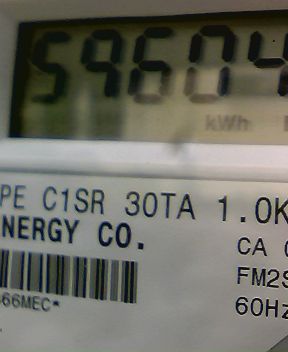 59604
kWh
PE C1SR 30TA 1.0K
NERGY CO.
CA
FM2S
66MEC*
60Hz